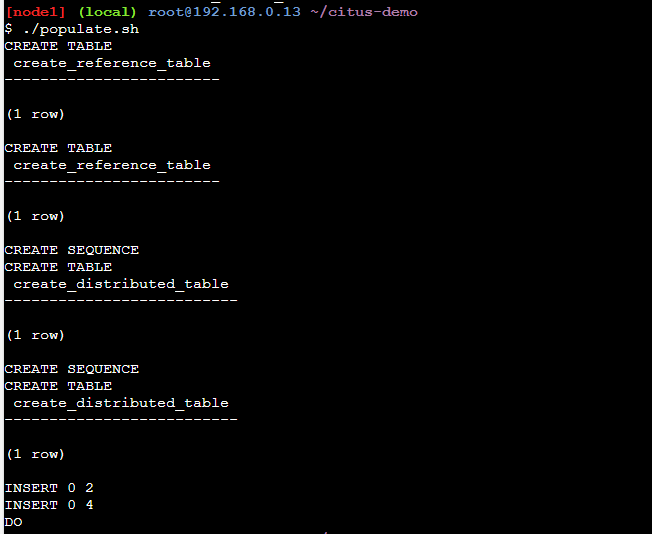 [node1] (local) root@192.168.0.13 ~/citus-demo
$ ./populate.sh
CREATE TABLE
 create_reference_table
------------------------

(1 row)

CREATE TABLE
 create_reference_table
------------------------

(1 row)

CREATE SEQUENCE
CREATE TABLE
 create_distributed_table
--------------------------

(1 row)

CREATE SEQUENCE
CREATE TABLE
 create_distributed_table
--------------------------

(1 row)

INSERT 0 2
INSERT 0 4
DO